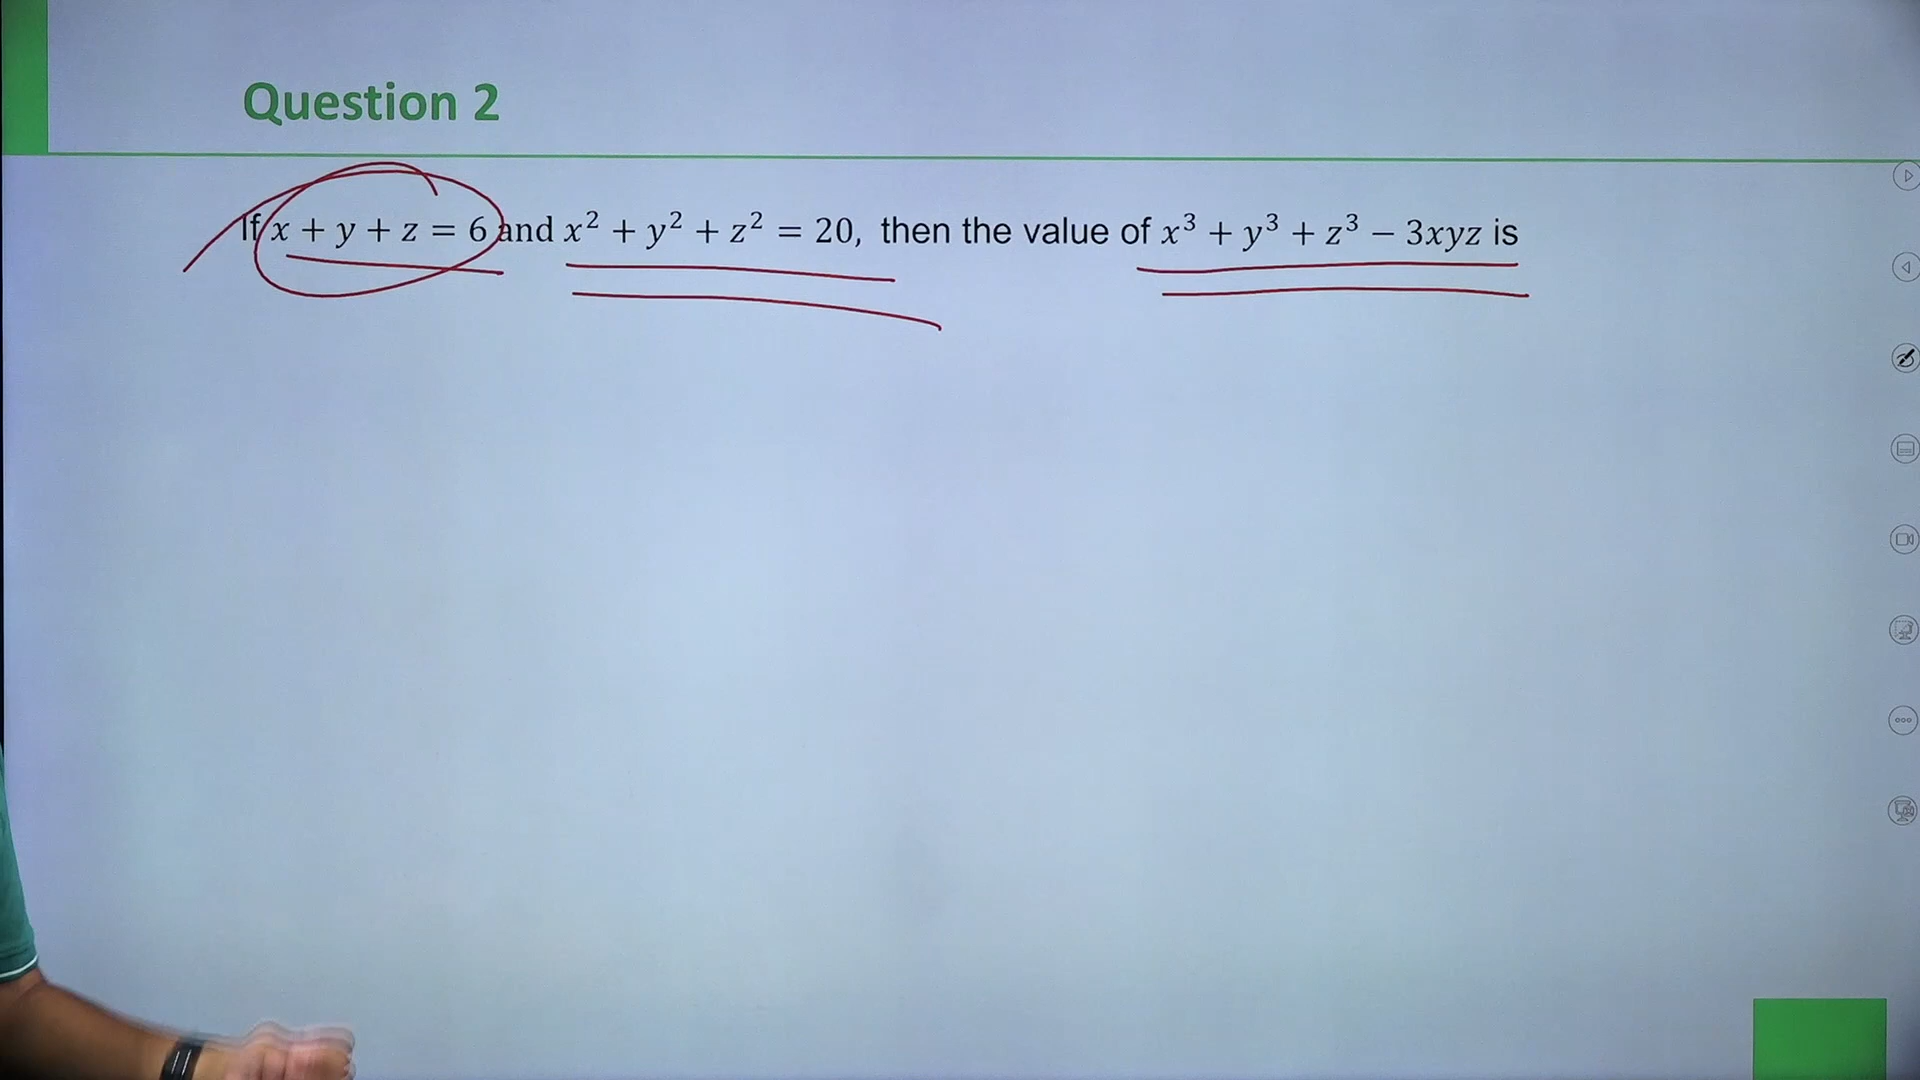 Question 2
If x + y + z = 6 and x² + y² + z² = 20, then the value of x³ + y³ + z³ − 3xyz is